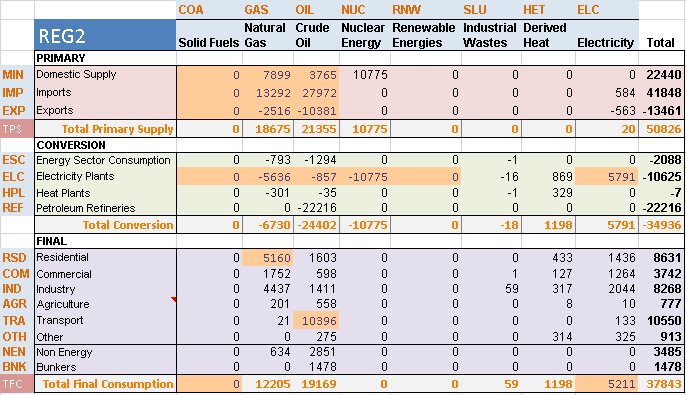 COA GAS OIL NUC RNW SLU HET ELC
REG2 Solid Fuels Natural Gas Crude Oil Nuclear Energy Renewable Energies Industrial Wastes Derived Heat Electricity Total
PRIMARY
MIN Domestic Supply 0 7899 3765 10775 0 0 0 0 22440
IMP Imports 0 13292 27972 0 0 0 0 584 41848
EXP Exports 0 -2516 -10381 0 0 0 0 -563 -13461
TPS Total Primary Supply 0 18675 21355 10775 0 0 0 20 50826
CONVERSION
ESC Energy Sector Consumption 0 -793 -1294 0 0 -1 0 0 -2088
ELC Electricity Plants 0 -5636 -857 -10775 0 -16 869 5791 -10625
HPL Heat Plants 0 -301 -35 0 0 -1 329 0 -7
REF Petroleum Refineries 0 0 -22216 0 0 0 0 0 -22216
Total Conversion 0 -6730 -24402 -10775 0 -18 1198 5791 -34936
FINAL
RSD Residential 0 5160 1603 0 0 0 433 1436 8631
COM Commercial 0 1752 598 0 0 1 127 1264 3742
IND Industry 0 4437 1411 0 0 59 317 2044 8268
AGR Agriculture 0 201 558 0 0 0 8 10 777
TRA Transport 0 21 10396 0 0 0 0 133 10550
OTH Other 0 0 275 0 0 0 314 325 913
NEN Non Energy 0 634 2851 0 0 0 0 0 3485
BNK Bunkers 0 0 1478 0 0 0 0 0 1478
TFC Total Final Consumption 0 12205 19169 0 0 59 1198 5211 37843